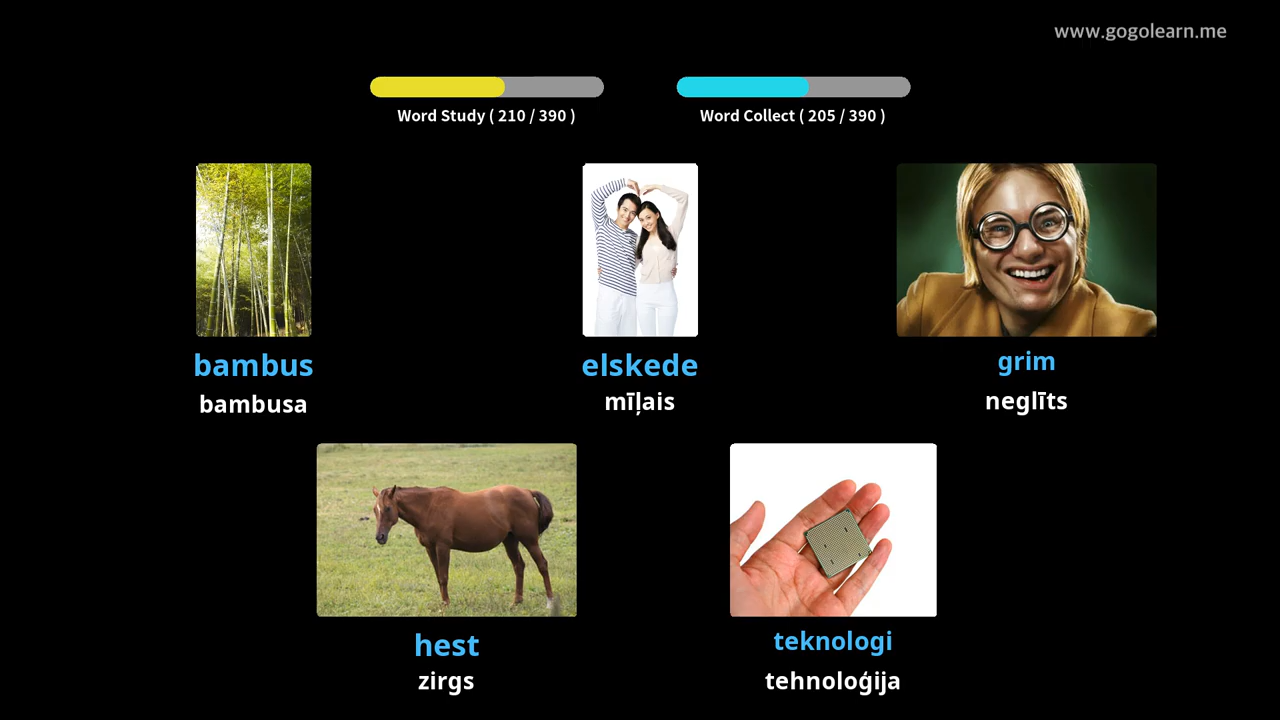 www.gogolearn.me
Word Study ( 210 / 390 )
Word Collect ( 205 / 390 )
bambus
bambusa
elskede
mīļais
grim
neglīts
hest
zirgs
teknologi
tehnoloģija